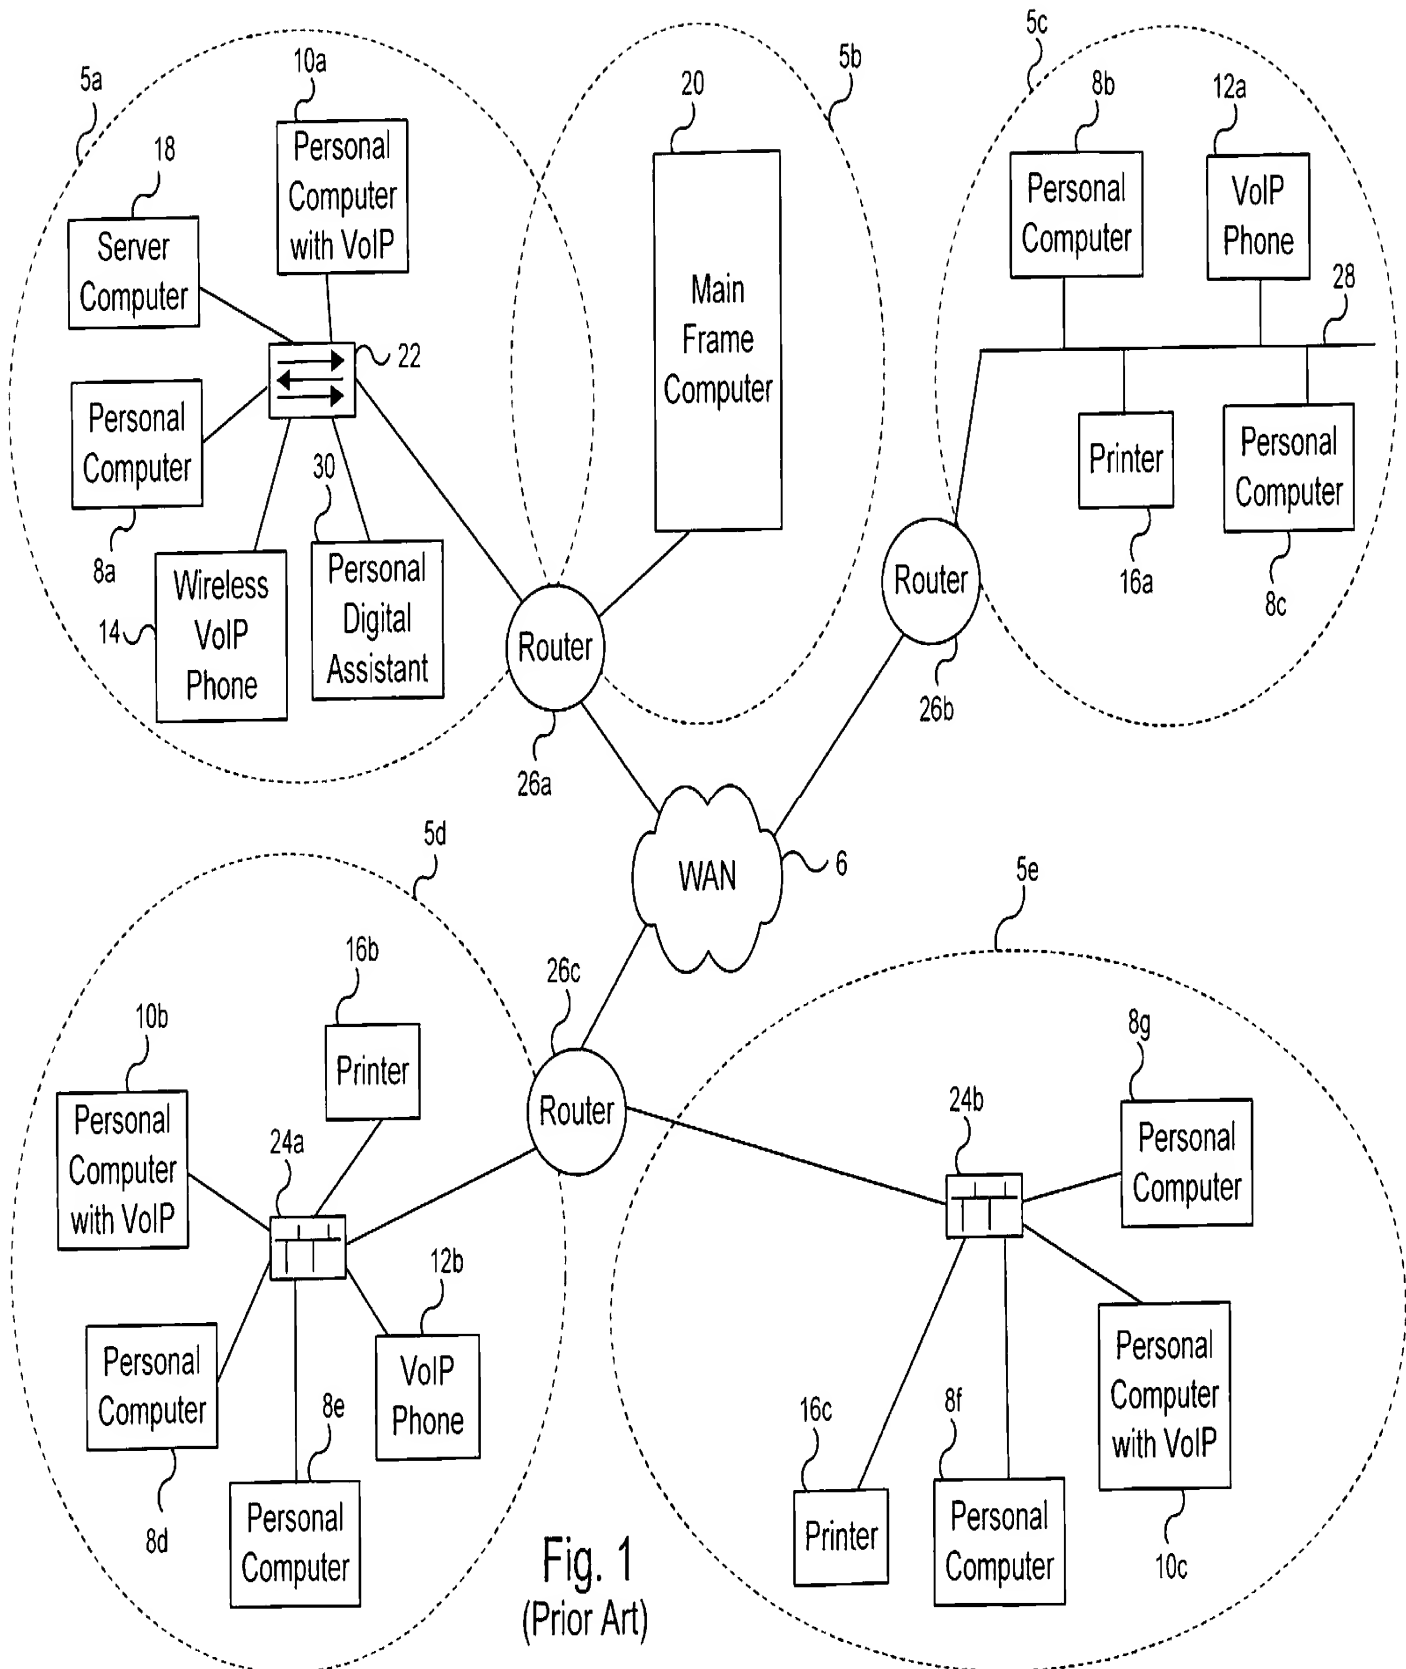 5a
10a
Personal
Computer
with VoIP
18
Server
Computer
22
Personal
Computer
8a
30
Wireless
VoIP
Phone
14
Personal
Digital
Assistant
5b
20
Main
Frame
Computer
Router
26a
5c
8b
Personal
Computer
12a
VoIP
Phone
28
Printer
16a
Personal
Computer
8c
Router
26b
WAN
6
5d
16b
Printer
10b
Personal
Computer
with VoIP
24a
12b
VoIP
Phone
Personal
Computer
8d
8e
Personal
Computer
26c
Router
5e
8g
Personal
Computer
24b
Personal
Computer
with VoIP
10c
16c
Printer
8f
Personal
Computer
Fig. 1
(Prior Art)